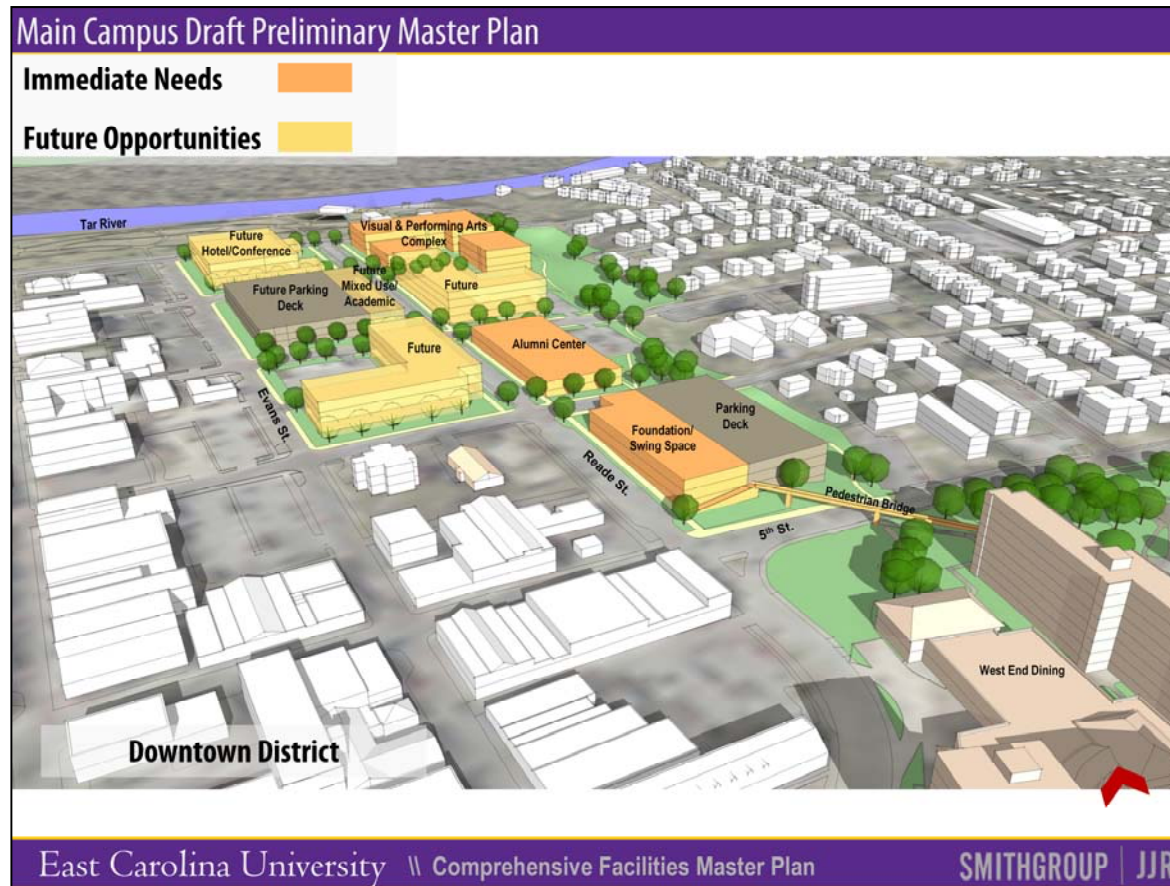 Main Campus Draft Preliminary Master Plan
Immediate Needs
Future Opportunities
Tar River
Visual & Performing Arts
Complex
Future
Hotel/Conference
Future
Mixed Use/
Academic
Future Parking
Deck
Future
Future
Alumni Center
Evans St.
Foundation/
Swing Space
Parking
Deck
Reade St.
Pedestrian Bridge
5th St.
West End Dining
Downtown District
East Carolina University \\ Comprehensive Facilities Master Plan
SMITHGROUP | JJR